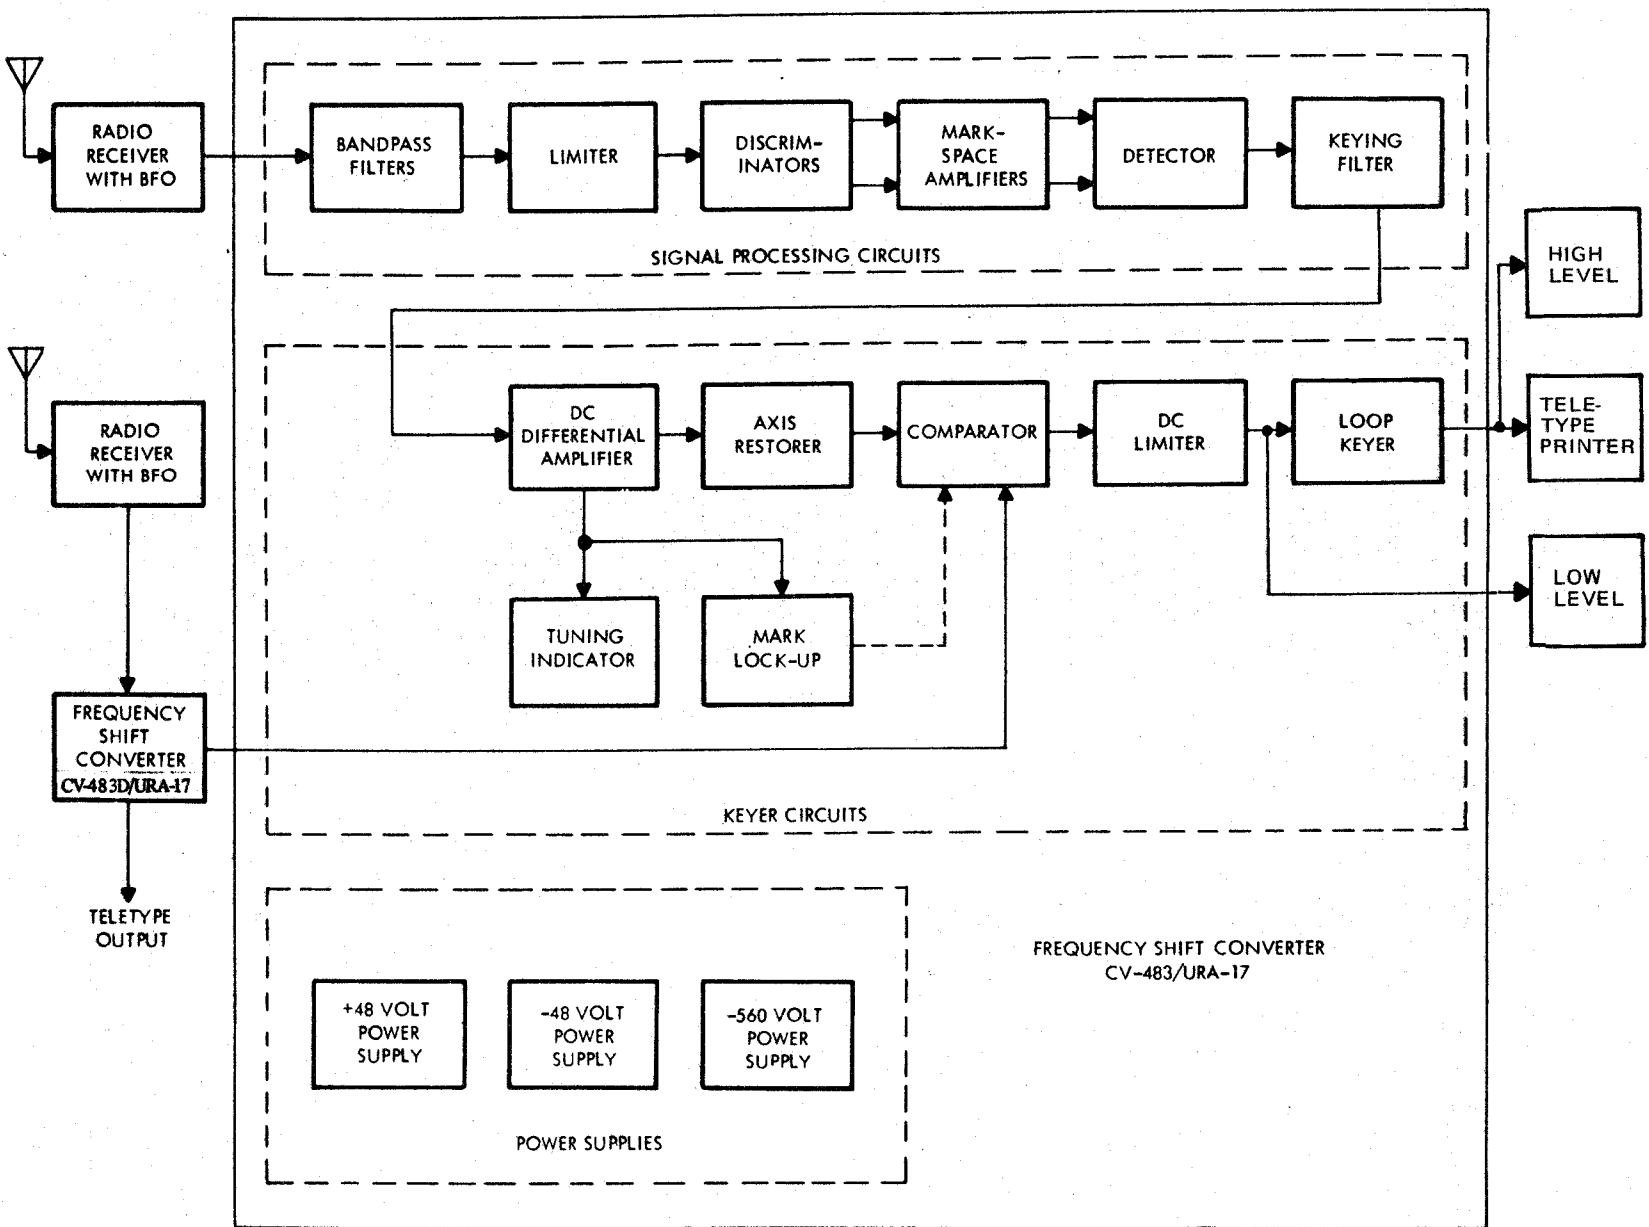 RADIO
RECEIVER
WITH BFO
BANDPASS
FILTERS
LIMITER
DISCRIM-
INATORS
MARK-
SPACE
AMPLIFIERS
DETECTOR
KEYING
FILTER
SIGNAL PROCESSING CIRCUITS
HIGH
LEVEL
RADIO
RECEIVER
WITH BFO
DC
DIFFERENTIAL
AMPLIFIER
AXIS
RESTORER
COMPARATOR
DC
LIMITER
LOOP
KEYER
TELE-
TYPE
PRINTER
TUNING
INDICATOR
MARK
LOCK-UP
LOW
LEVEL
FREQUENCY
SHIFT
CONVERTER
CV-483D/URA-17
KEYER CIRCUITS
TELETYPE
OUTPUT
FREQUENCY SHIFT CONVERTER
CV-483/URA-17
+48 VOLT
POWER
SUPPLY
-48 VOLT
POWER
SUPPLY
-560 VOLT
POWER
SUPPLY
POWER SUPPLIES